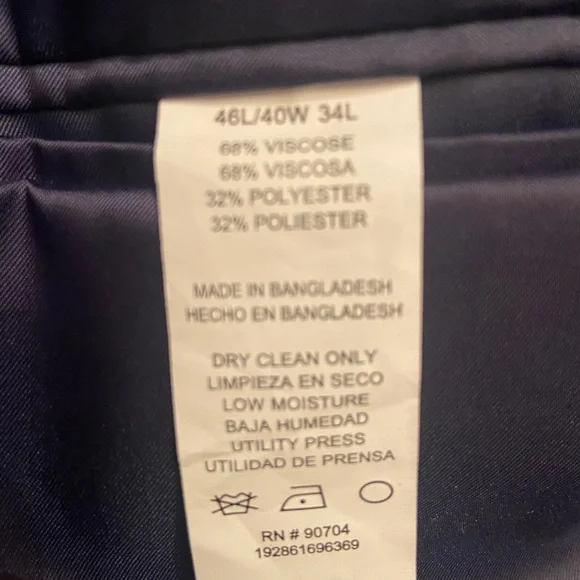 46L/40W 34L
68% VISCOSE
68% VISCOSA
32% POLYESTER
32% POLIESTER
MADE IN BANGLADESH
HECHO EN BANGLADESH
DRY CLEAN ONLY
LIMPIEZA EN SECO
LOW MOISTURE
BAJA HUMEDAD
UTILITY PRESS
UTILIDAD DE PRENSA
RN # 90704
192861696369